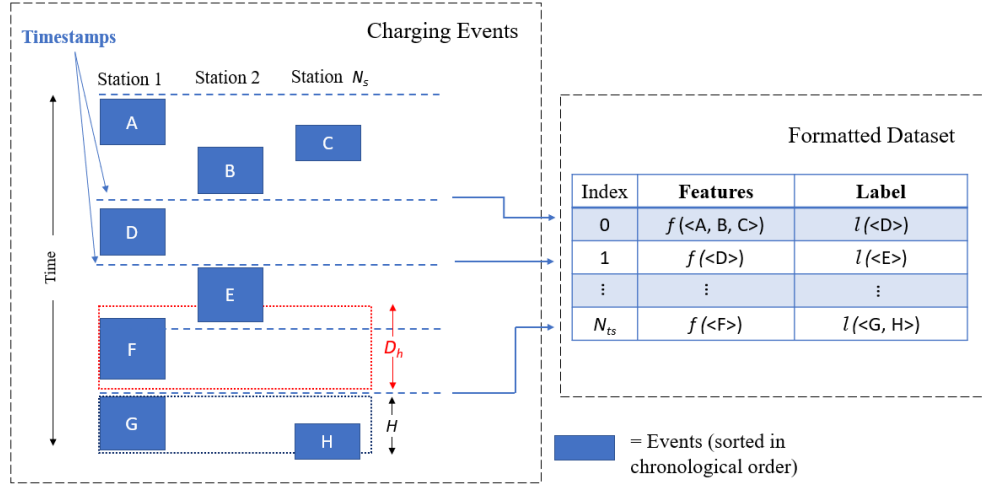 Charging Events
Timestamps
Station 1
Station 2
Station Nₛ
A
B
C
D
E
F
G
H
Time
Dₕ
H
Formatted Dataset
Index Features Label
0 f (<A, B, C>) l (<D>)
1 f (<D>) l (<E>)
⋮ ⋮ ⋮
Nₜₛ f (<F>) l (<G, H>)
= Events (sorted in
chronological order)